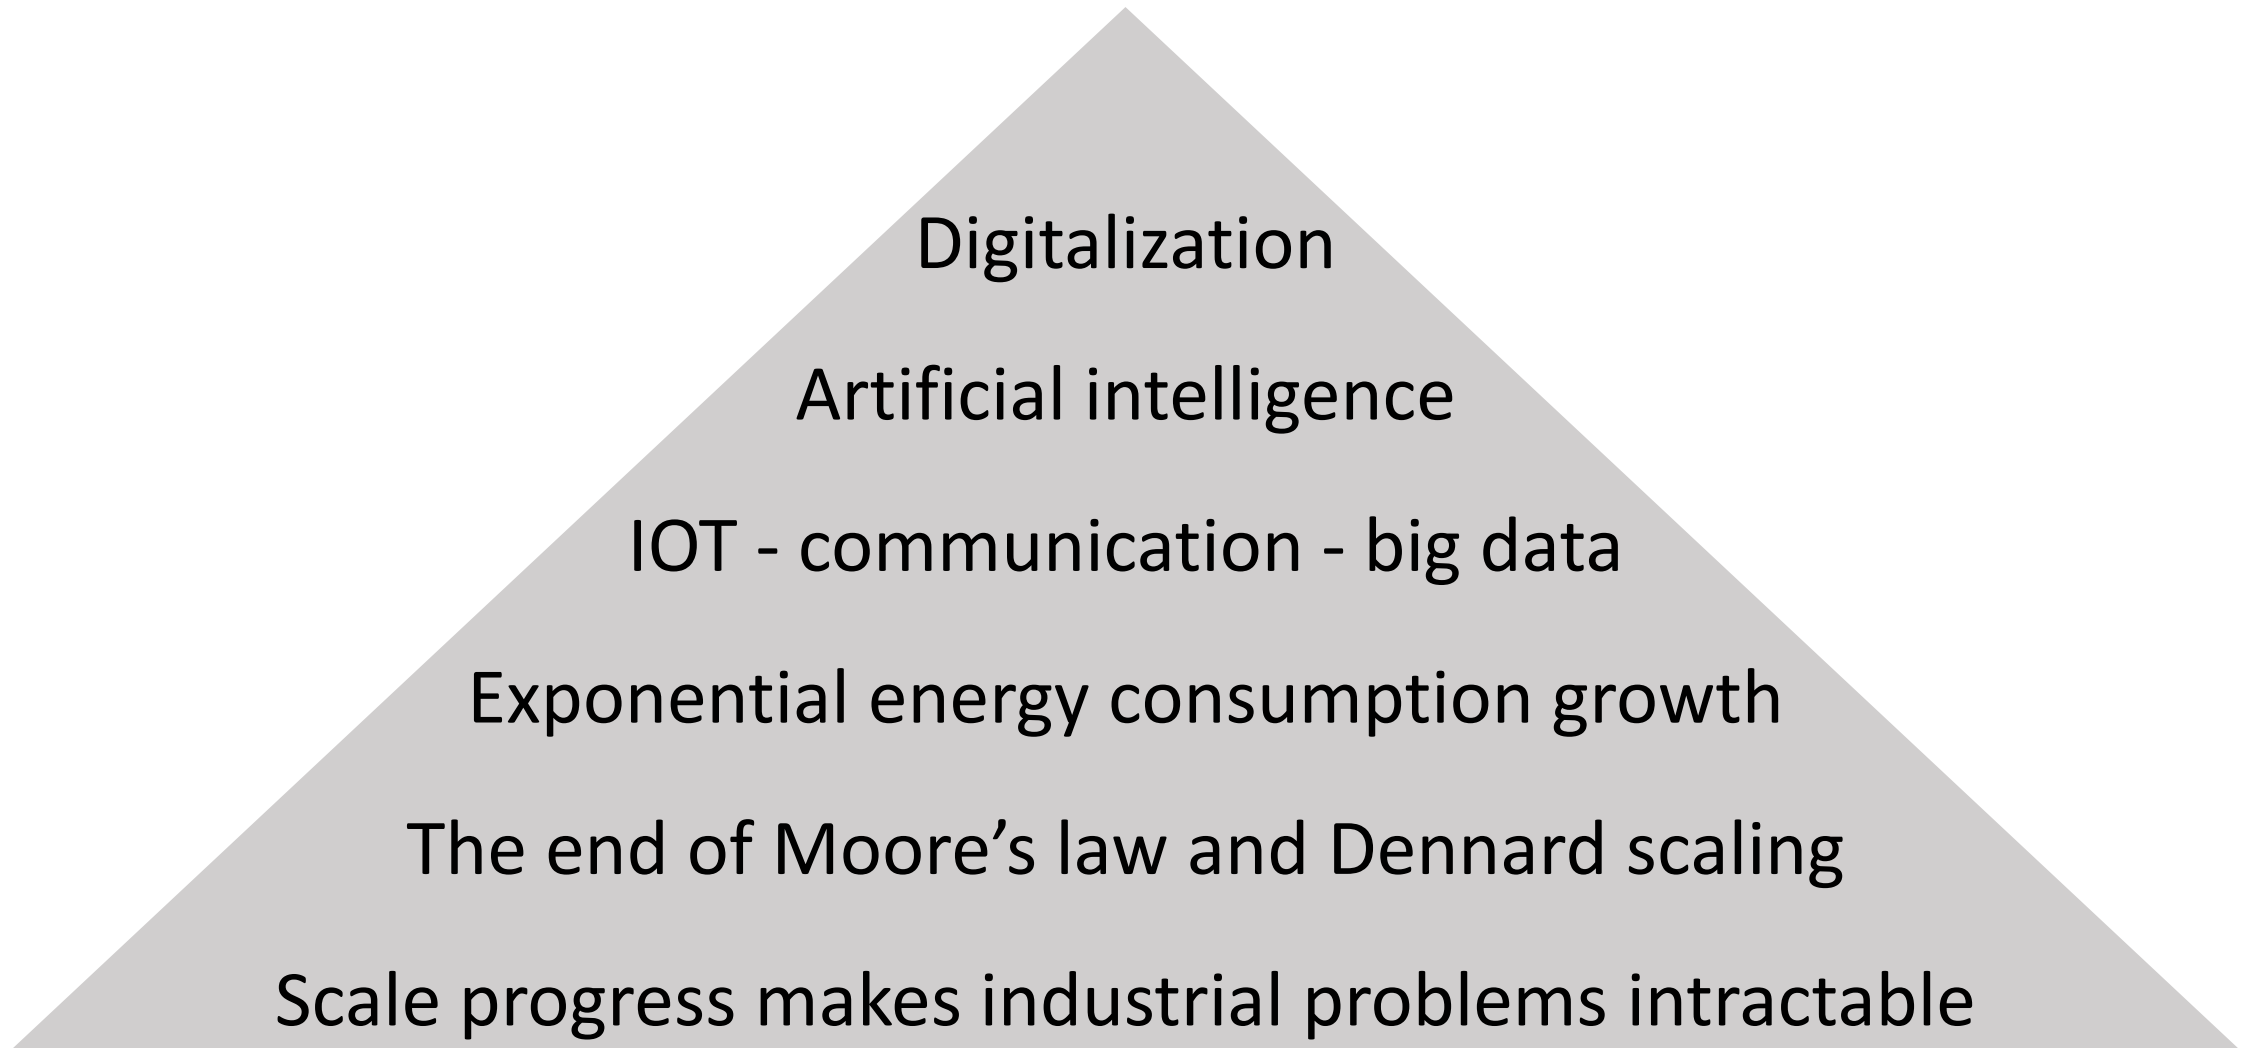 Digitalization
Artificial intelligence
IOT - communication - big data
Exponential energy consumption growth
The end of Moore’s law and Dennard scaling
Scale progress makes industrial problems intractable